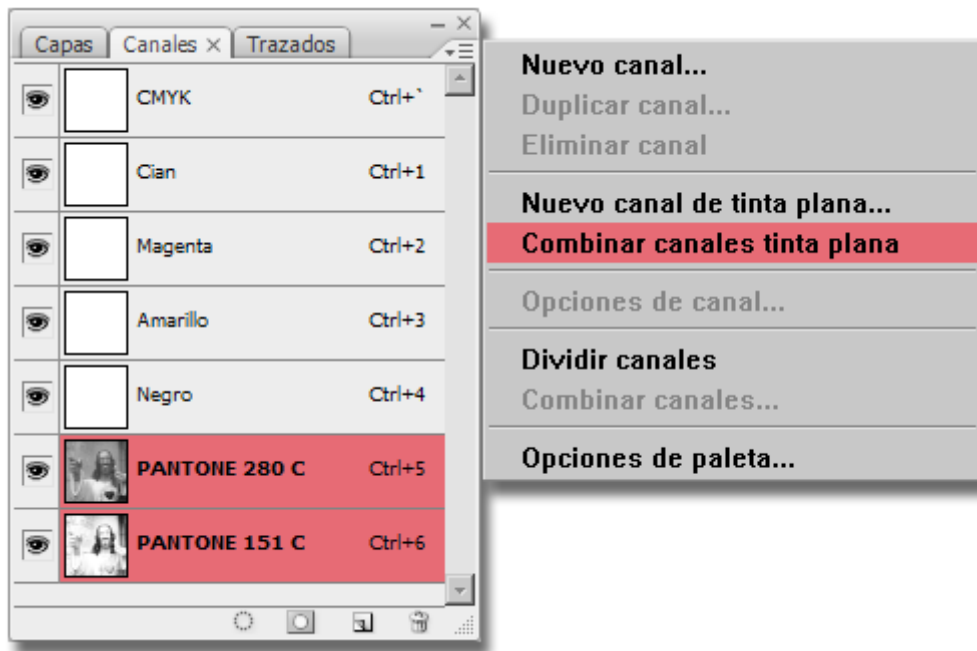 Capas Canales × Trazados
CMYK Ctrl+`
Cian Ctrl+1
Magenta Ctrl+2
Amarillo Ctrl+3
Negro Ctrl+4
PANTONE 280 C Ctrl+5
PANTONE 151 C Ctrl+6
Nuevo canal...
Duplicar canal...
Eliminar canal
Nuevo canal de tinta plana...
Combinar canales tinta plana
Opciones de canal...
Dividir canales
Combinar canales...
Opciones de paleta...